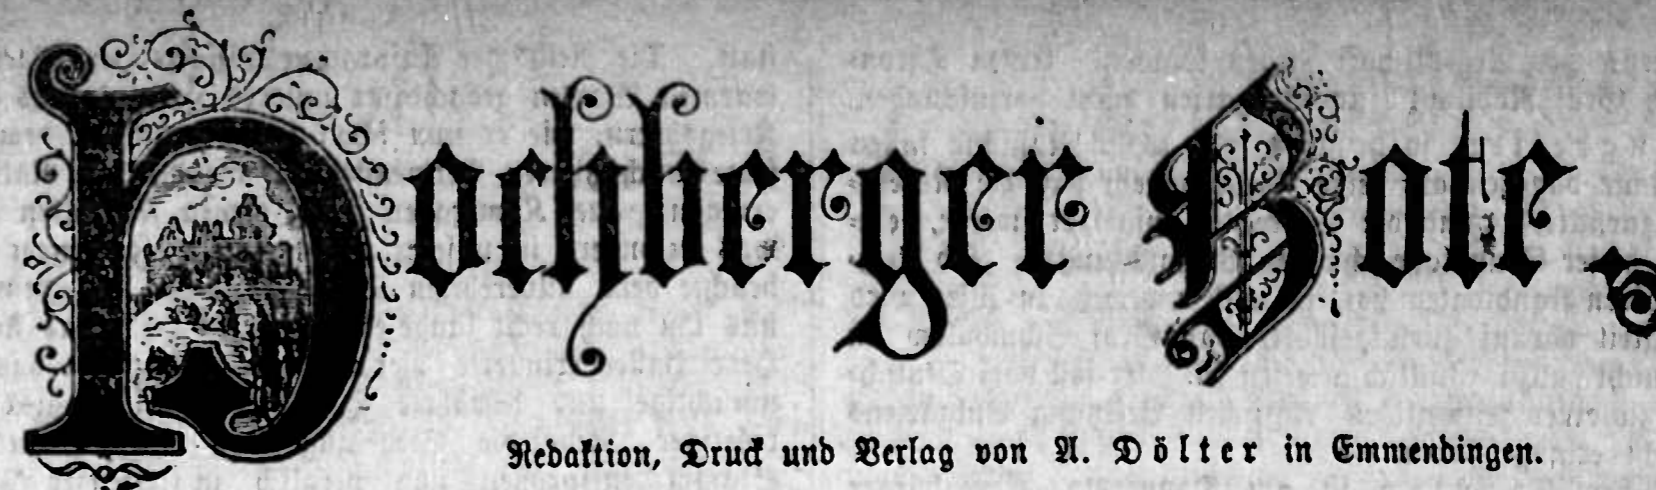 Hochberger Bote.
Redaktion, Druck und Verlag von A. Dölter in Emmendingen.